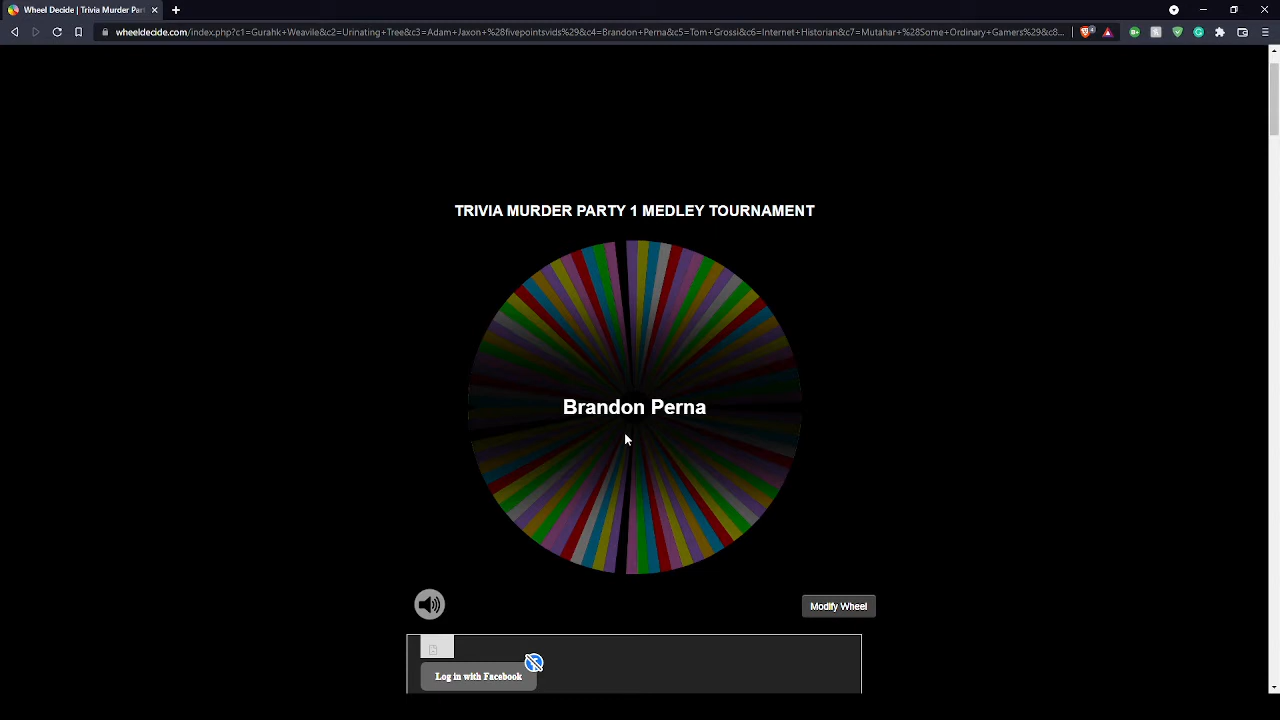 Wheel Decide | Trivia Murder Part
wheeldecide.com/index.php?c1=Gurahk+Weavile&c2=Urinating+Tree&c3=Adam+Jaxon+%28fivepointsvids%29&c4=Brandon+Perna&c5=Tom+Grossi&c6=Internet+Historian&c7=Mutahar+%28Some+Ordinary+Gamers%29&c8...
TRIVIA MURDER PARTY 1 MEDLEY TOURNAMENT
Brandon Perna
Modify Wheel
Log in with Facebook